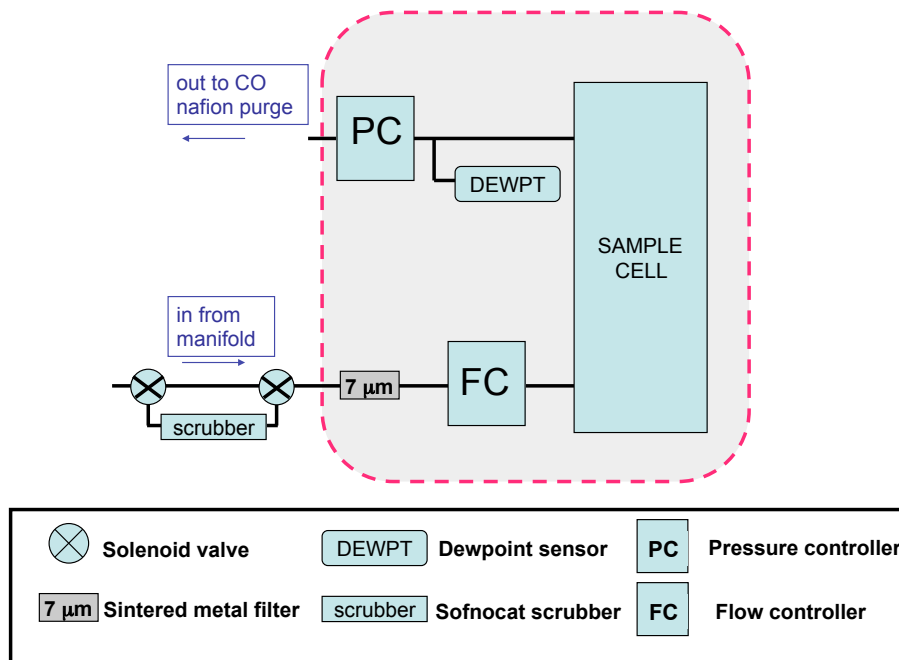 out to CO
nafion purge
PC
DEWPT
SAMPLE
CELL
in from
manifold
7 μm
FC
scrubber
Solenoid valve
DEWPT
Dewpoint sensor
PC
Pressure controller
7 μm
Sintered metal filter
scrubber
Sofnocat scrubber
FC
Flow controller